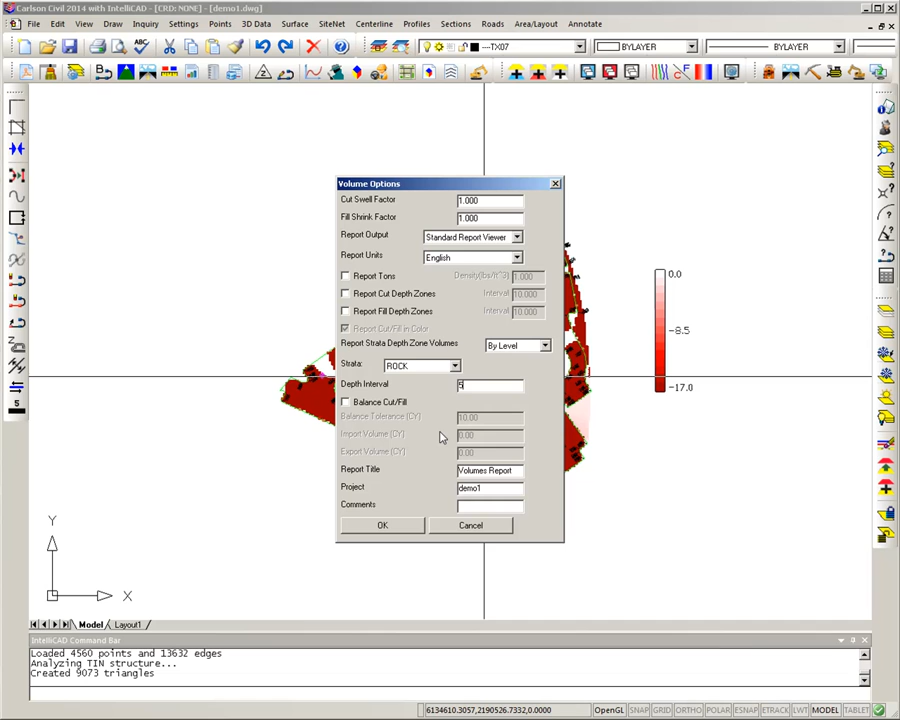 Carlson Civil 2014 with IntelliCAD - [CRD: NONE] - [demo1.dwg]
File Edit View Draw Inquiry Settings Points 3D Data Surface SiteNet Centerline Profiles Sections Roads Area/Layout Annotate
---TX07
BYLAYER
BYLAYER
Volume Options
Cut Swell Factor 1.000
Fill Shrink Factor 1.000
Report Output Standard Report Viewer
Report Units English
Report Tons Density(lbs/ft^3) 1.000
Report Cut Depth Zones Interval 10.000
Report Fill Depth Zones Interval 10.000
Report Cut/Fill in Color
Report Strata Depth Zone Volumes By Level
Strata: ROCK
Depth Interval 5
Balance Cut/Fill
Balance Tolerance (CY) 10.00
Import Volume (CY) 0.00
Export Volume (CY) 0.00
Report Title Volumes Report
Project demo1
Comments
OK Cancel
0.0
-8.5
-17.0
5
Y
X
Model Layout1
IntelliCAD Command Bar
Loaded 4560 points and 13632 edges
Analyzing TIN structure...
Created 9073 triangles
6134610.3057,2190526.7332,0.0000 OpenGL SNAP GRID ORTHO POLAR ESNAP ETRACK LWT MODEL TABLET